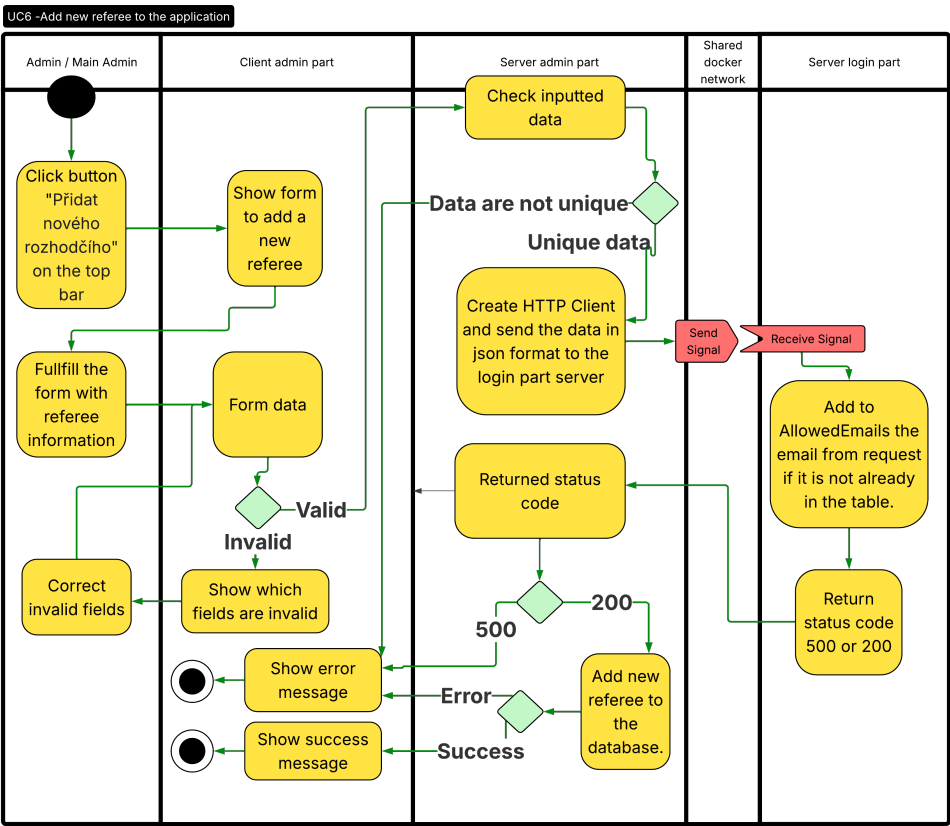 UC6 -Add new referee to the application
Admin / Main Admin
Client admin part
Server admin part
Shared
docker
network
Server login part
Click button
"Přidat
nového
rozhodčího"
on the top
bar
Show form
to add a
new
referee
Check inputted
data
Data are not unique
Unique data
Create HTTP Client
and send the data in
json format to the
login part server
Send
Signal
Receive Signal
Fullfill the
form with
referee
information
Form data
Add to
AllowedEmails the
email from request
if it is not already
in the table.
Valid
Invalid
Returned status
code
Correct
invalid fields
Show which
fields are invalid
200
500
Return
status code
500 or 200
Show error
message
Error
Add new
referee to
the
database.
Show success
message
Success